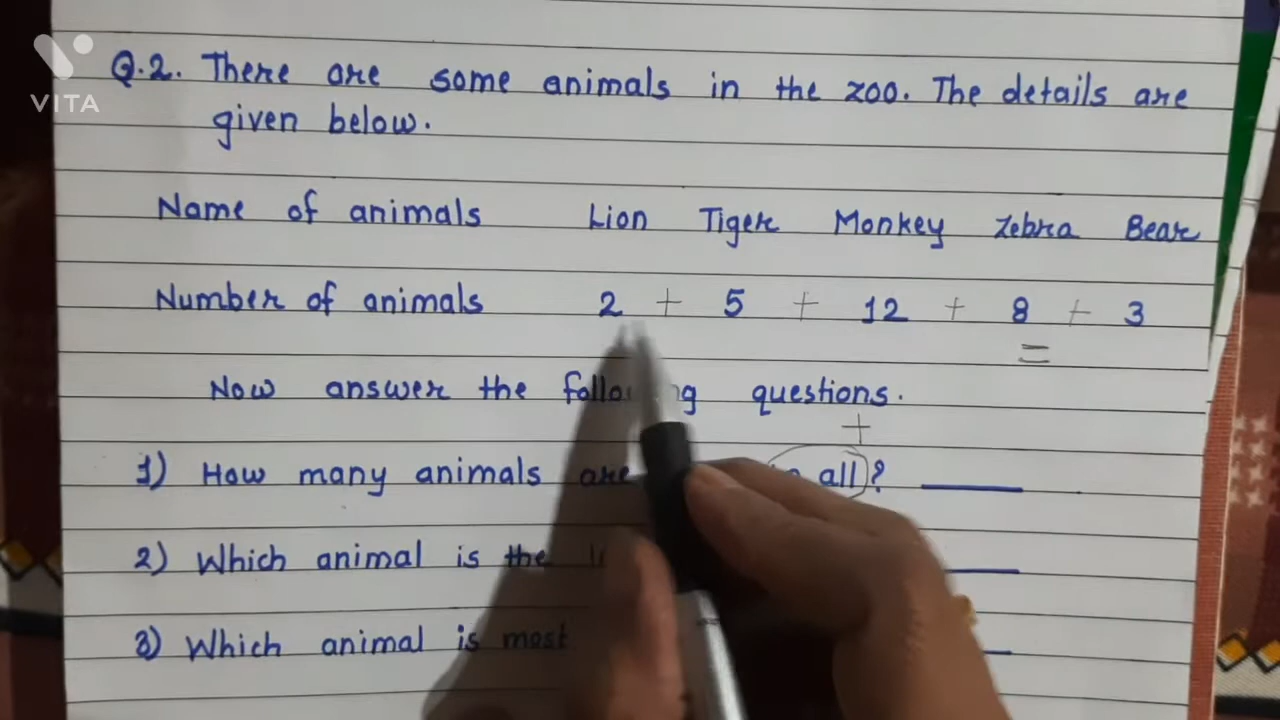 VITA
Q.2. There are some animals in the zoo. The details are
given below.
Name of animals Lion Tiger Monkey Zebra Bear
Number of animals 2 + 5 + 12 + 8 + 3
=
Now answer the questions.
+
1) How many animals are all?
2) Which animal is the
3) Which animal is most